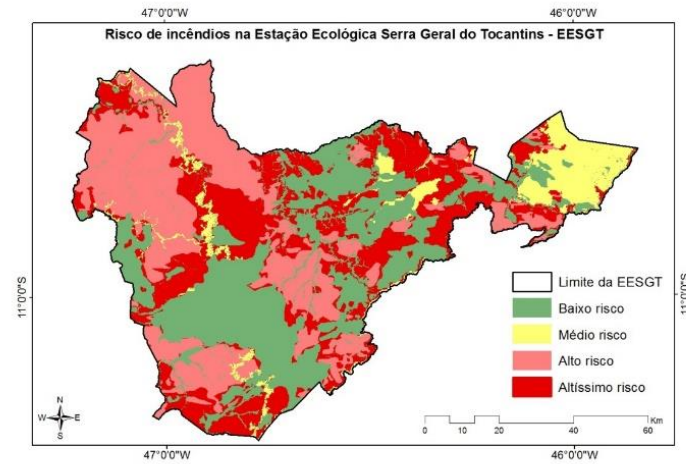 47°0'0"W 46°0'0"W
Risco de incêndios na Estação Ecológica Serra Geral do Tocantins - EESGT
Limite da EESGT
11°0'0"S 11°0'0"S
Baixo risco
Médio risco
Alto risco
Altíssimo risco
N
W E
S
Km
0 10 20 40 60
47°0'0"W 46°0'0"W